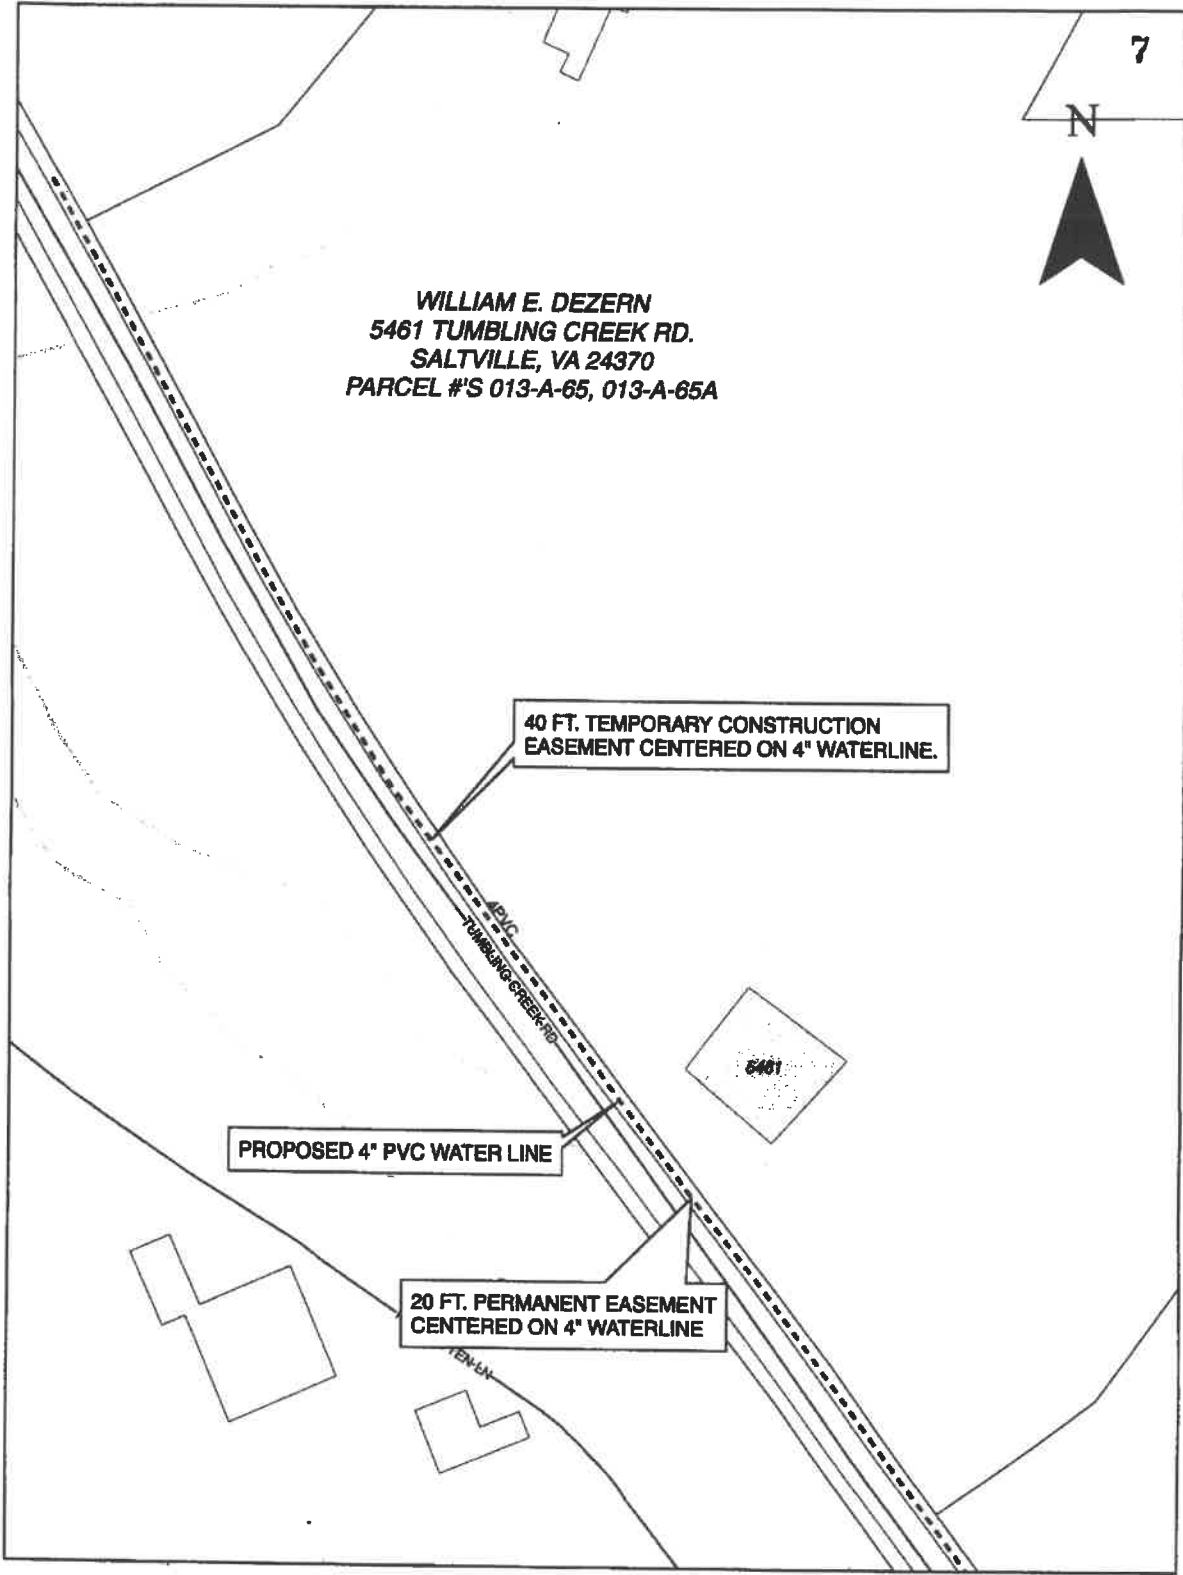 7
N
WILLIAM E. DEZERN
5461 TUMBLING CREEK RD.
SALTVILLE, VA 24370
PARCEL #'S 013-A-65, 013-A-65A
40 FT. TEMPORARY CONSTRUCTION
EASEMENT CENTERED ON 4" WATERLINE.
4PVC
TUMBLING-CREEK-RD
5461
PROPOSED 4" PVC WATER LINE
20 FT. PERMANENT EASEMENT
CENTERED ON 4" WATERLINE